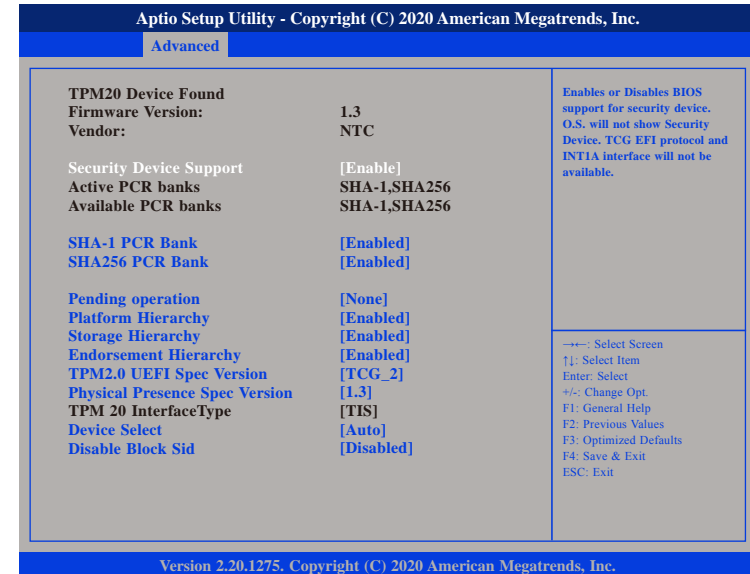 Aptio Setup Utility - Copyright (C) 2020 American Megatrends, Inc.
Advanced
TPM20 Device Found
Firmware Version: 1.3
Vendor: NTC
Security Device Support [Enable]
Active PCR banks SHA-1,SHA256
Available PCR banks SHA-1,SHA256
SHA-1 PCR Bank [Enabled]
SHA256 PCR Bank [Enabled]
Pending operation [None]
Platform Hierarchy [Enabled]
Storage Hierarchy [Enabled]
Endorsement Hierarchy [Enabled]
TPM2.0 UEFI Spec Version [TCG_2]
Physical Presence Spec Version [1.3]
TPM 20 InterfaceType [TIS]
Device Select [Auto]
Disable Block Sid [Disabled]
Enables or Disables BIOS
support for security device.
O.S. will not show Security
Device. TCG EFI protocol and
INT1A interface will not be
available.
→←: Select Screen
↑↓: Select Item
Enter: Select
+/-: Change Opt.
F1: General Help
F2: Previous Values
F3: Optimized Defaults
F4: Save & Exit
ESC: Exit
Version 2.20.1275. Copyright (C) 2020 American Megatrends, Inc.